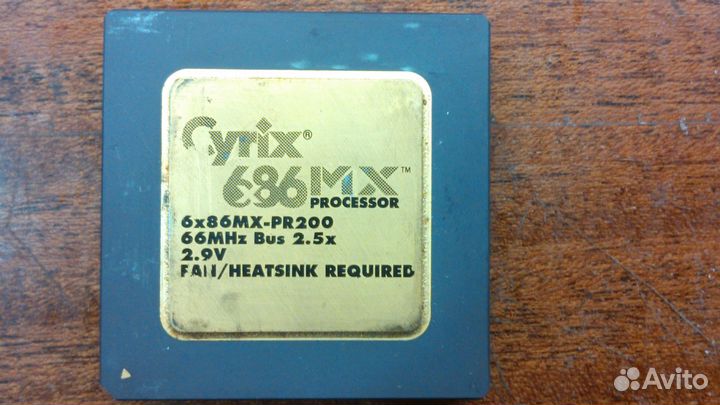 Cyrix®
686MX™
PROCESSOR
6x86MX-PR200
66MHz Bus 2.5x
2.9V
FAN/HEATSINK REQUIRED
Avito